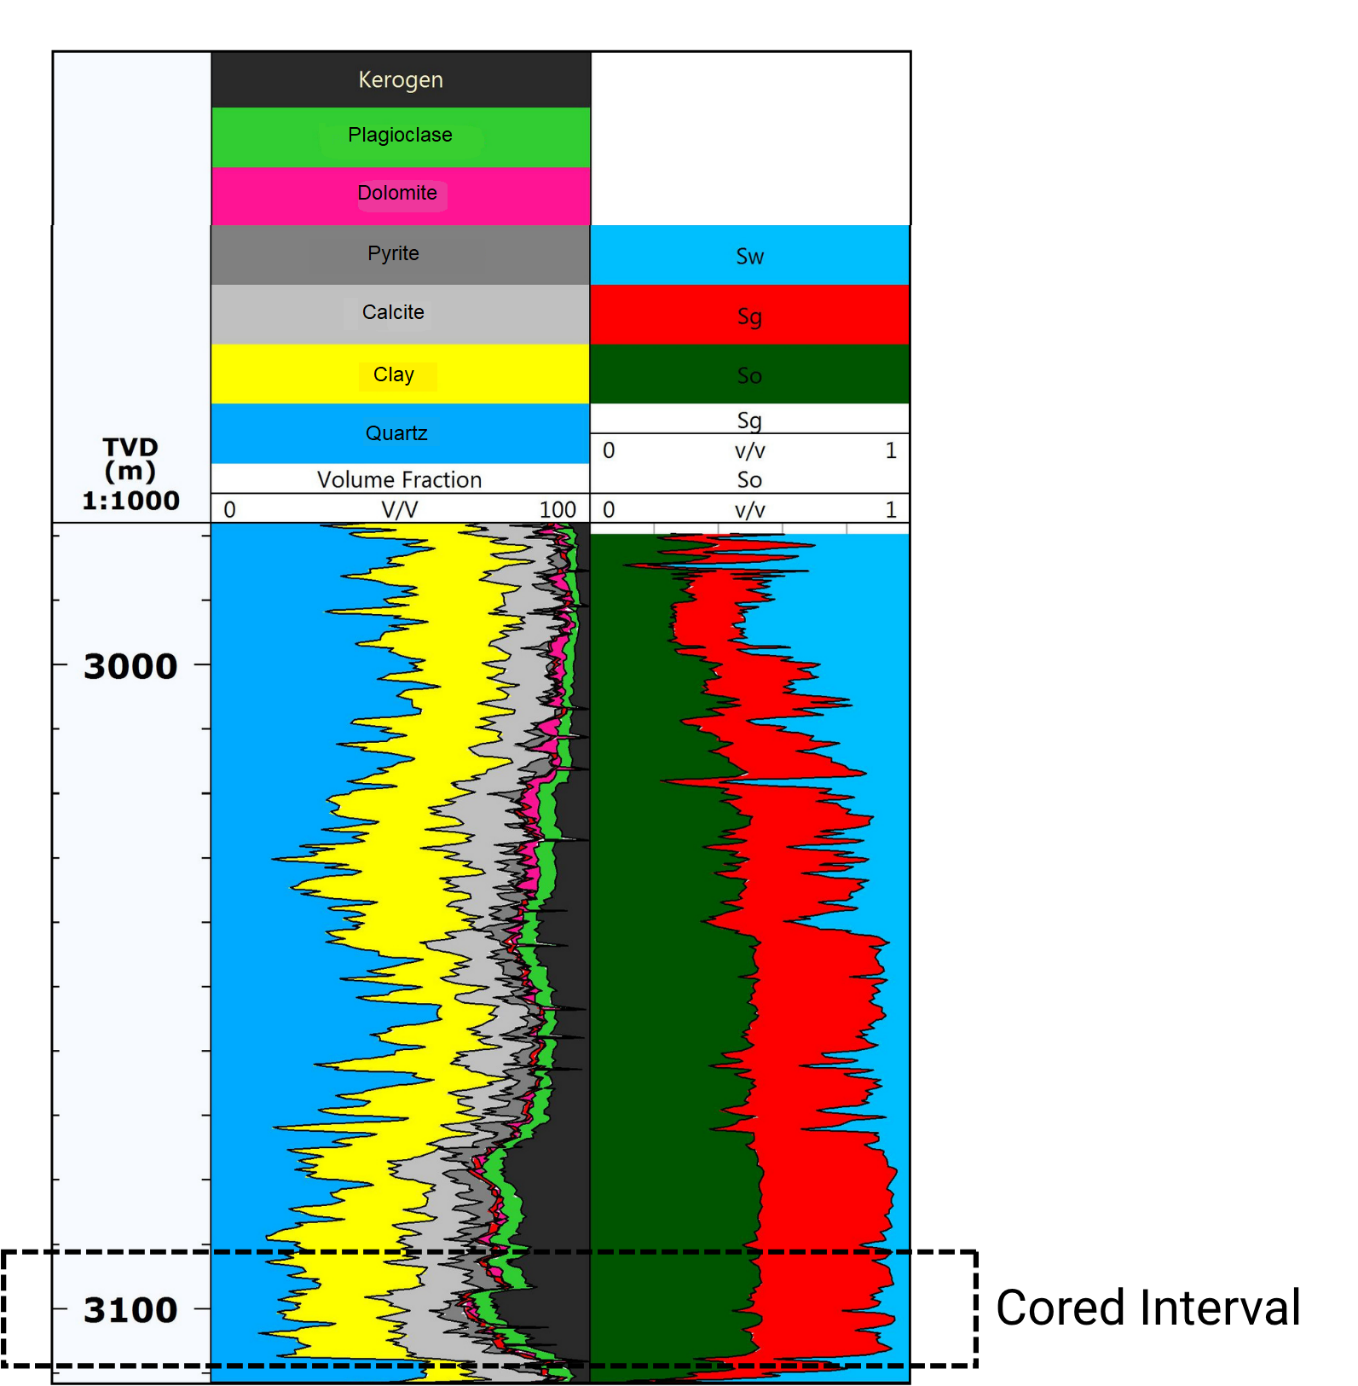 Kerogen
Plagioclase
Dolomite
Pyrite
Calcite
Clay
Quartz
Volume Fraction
0 V/V 100
Sw
Sg
So
Sg
0 v/v 1
So
0 v/v 1
TVD
(m)
1:1000
3000
3100
Cored Interval